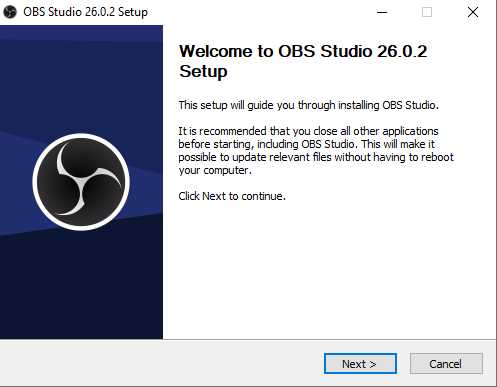 OBS Studio 26.0.2 Setup
Welcome to OBS Studio 26.0.2
Setup
This setup will guide you through installing OBS Studio.
It is recommended that you close all other applications
before starting, including OBS Studio. This will make it
possible to update relevant files without having to reboot
your computer.
Click Next to continue.
Next >
Cancel